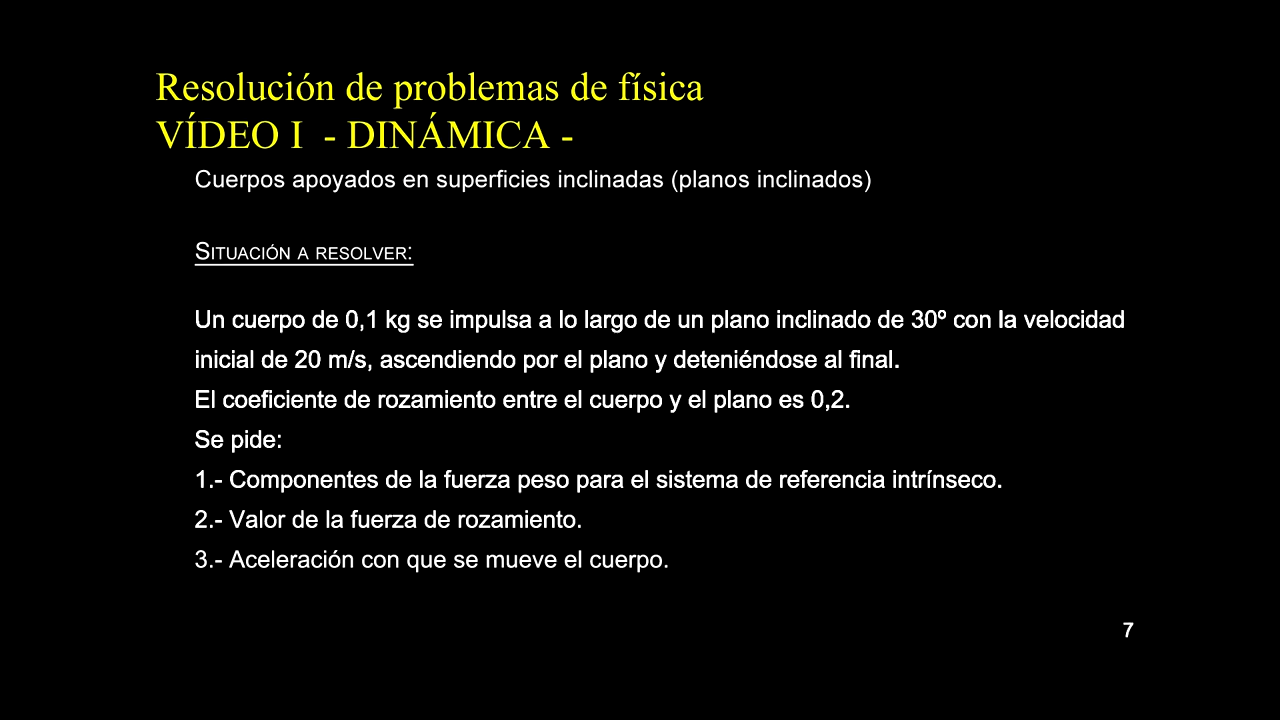 Resolución de problemas de física
VÍDEO I - DINÁMICA -
Cuerpos apoyados en superficies inclinadas (planos inclinados)
SITUACIÓN A RESOLVER:
Un cuerpo de 0,1 kg se impulsa a lo largo de un plano inclinado de 30º con la velocidad
inicial de 20 m/s, ascendiendo por el plano y deteniéndose al final.
El coeficiente de rozamiento entre el cuerpo y el plano es 0,2.
Se pide:
1.- Componentes de la fuerza peso para el sistema de referencia intrínseco.
2.- Valor de la fuerza de rozamiento.
3.- Aceleración con que se mueve el cuerpo.
7